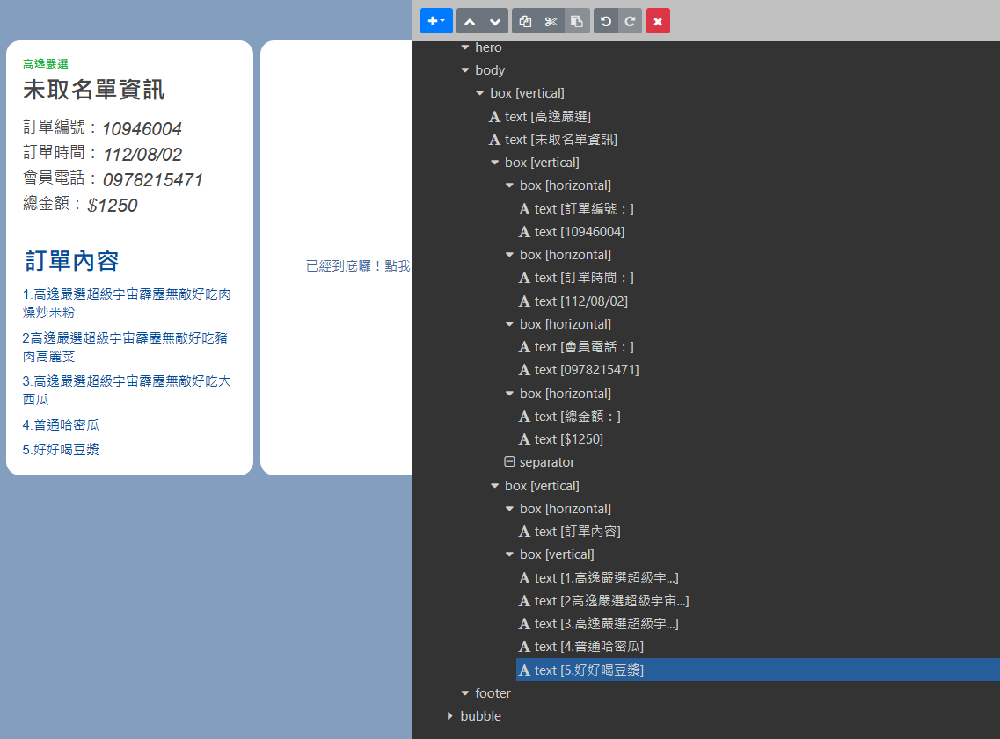 高逸嚴選
未取名單資訊
訂單編號：10946004
訂單時間：112/08/02
會員電話：0978215471
總金額：$1250
訂單內容
1.高逸嚴選超級宇宙霹靂無敵好吃肉
燥炒米粉
2高逸嚴選超級宇宙霹靂無敵好吃豬
肉高麗菜
3.高逸嚴選超級宇宙霹靂無敵好吃大
西瓜
4.普通哈密瓜
5.好好喝豆漿
已經到底囉！點我
hero
body
box [vertical]
A text [高逸嚴選]
A text [未取名單資訊]
box [vertical]
box [horizontal]
A text [訂單編號：]
A text [10946004]
box [horizontal]
A text [訂單時間：]
A text [112/08/02]
box [horizontal]
A text [會員電話：]
A text [0978215471]
box [horizontal]
A text [總金額：]
A text [$1250]
separator
box [vertical]
box [horizontal]
A text [訂單內容]
box [vertical]
A text [1.高逸嚴選超級宇...]
A text [2高逸嚴選超級宇宙...]
A text [3.高逸嚴選超級宇...]
A text [4.普通哈密瓜]
A text [5.好好喝豆漿]
footer
bubble